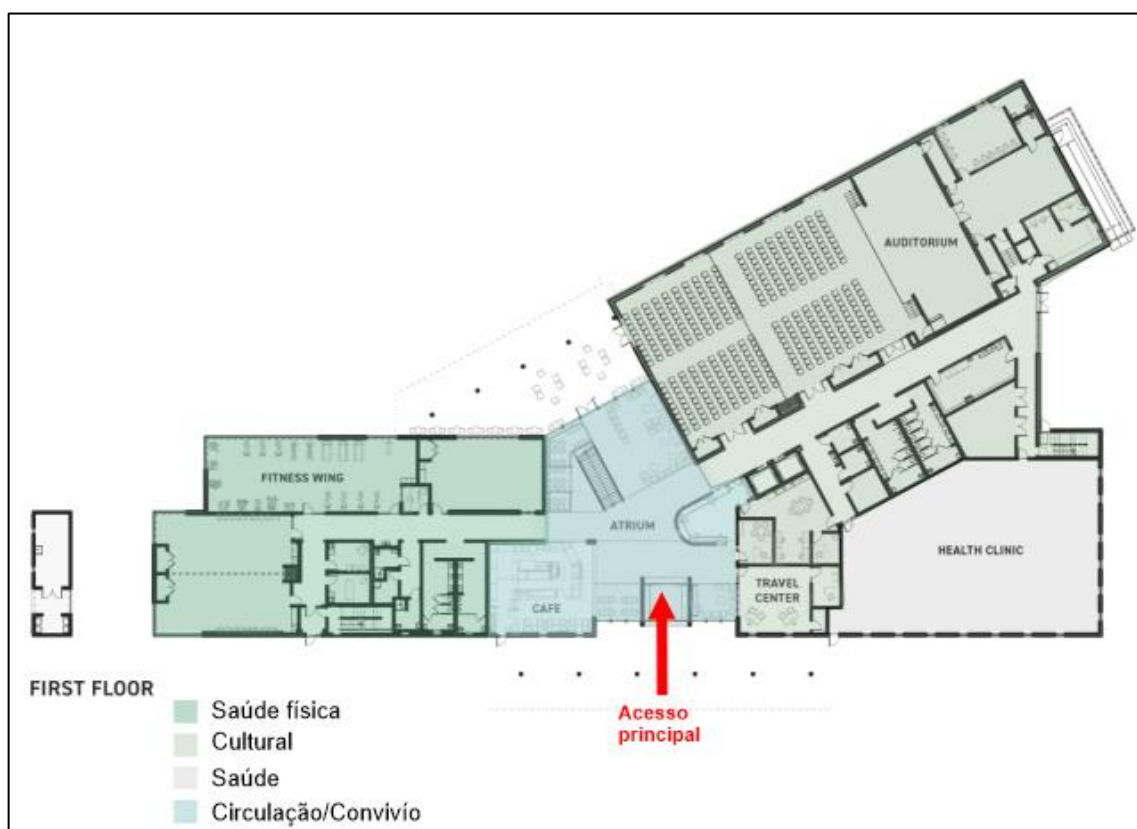 AUDITORIUM
FITNESS WING
ATRIUM
HEALTH CLINIC
TRAVEL
CENTER
CAFE
FIRST FLOOR
Acesso
principal
Saúde física
Cultural
Saúde
Circulação/Convivío